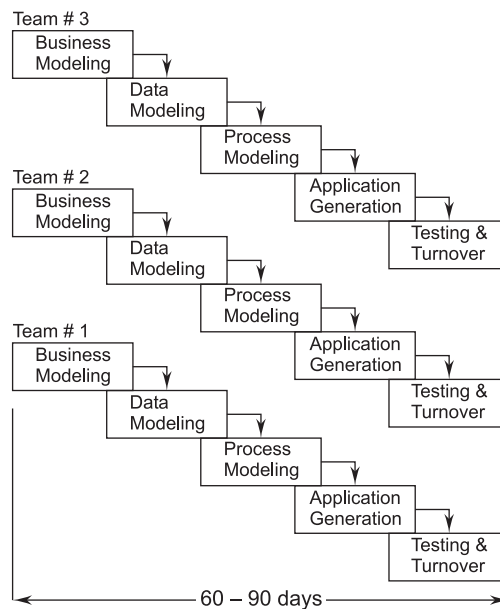 Team # 3
Business
Modeling
Data
Modeling
Process
Modeling
Application
Generation
Testing &
Turnover
Team # 2
Business
Modeling
Data
Modeling
Process
Modeling
Application
Generation
Testing &
Turnover
Team # 1
Business
Modeling
Data
Modeling
Process
Modeling
Application
Generation
Testing &
Turnover
60 – 90 days